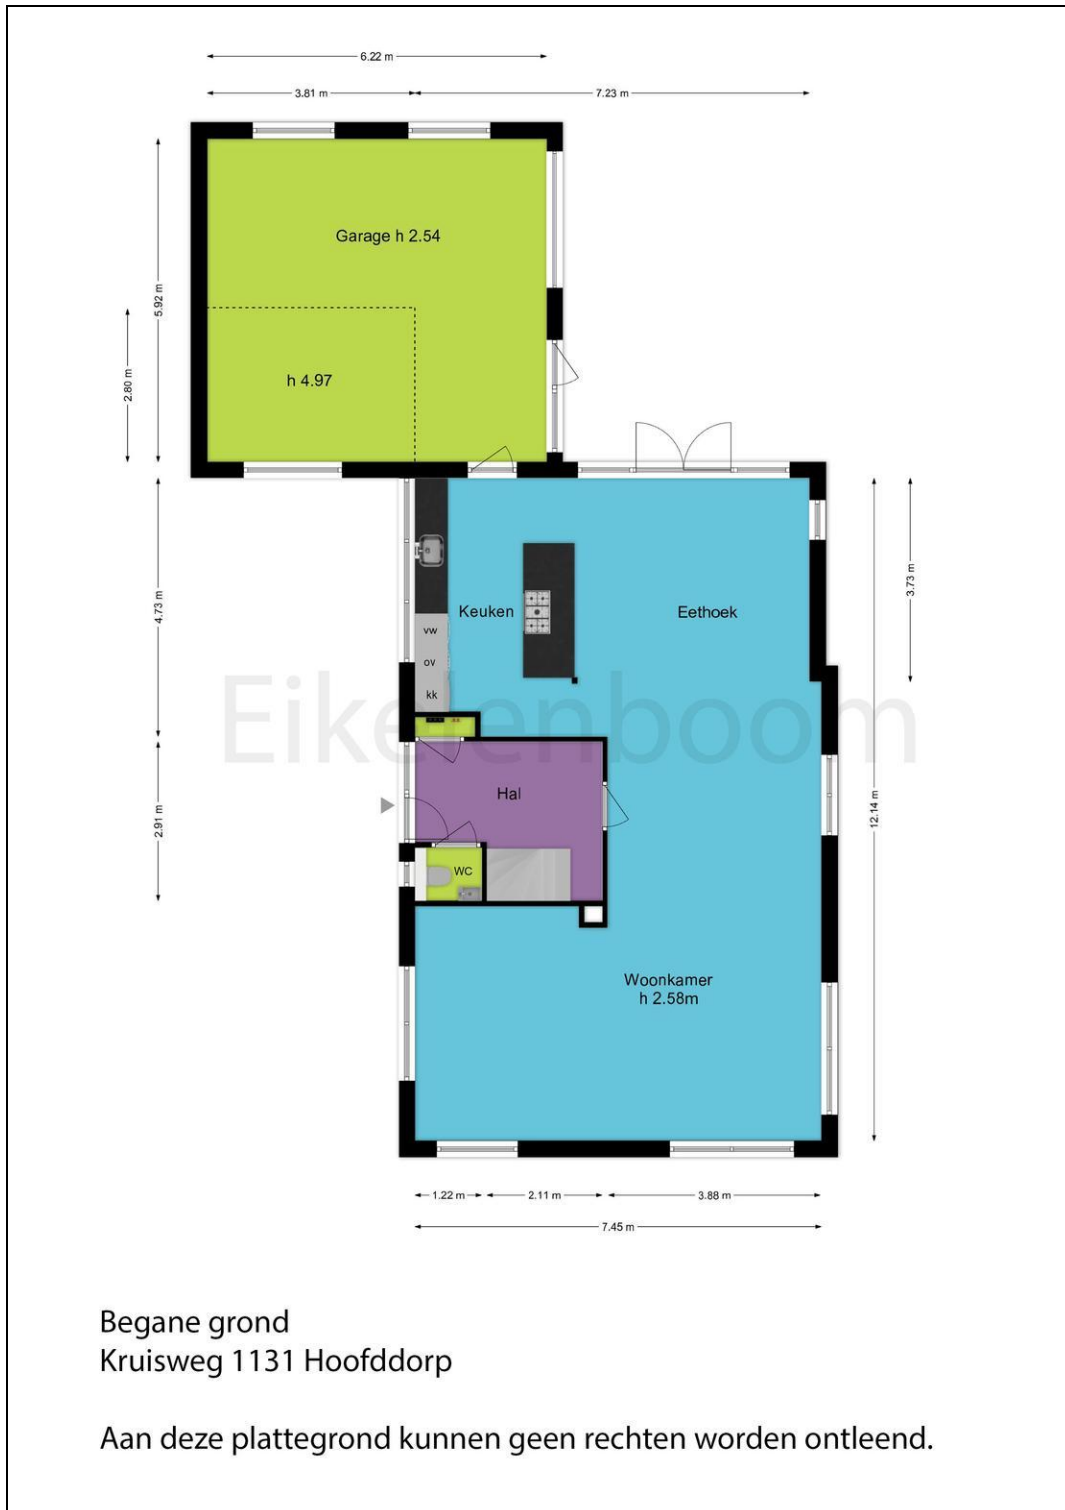 6.22 m
3.81 m
7.23 m
Garage h 2.54
5.92 m
2.80 m
h 4.97
4.73 m
3.73 m
Keuken
Eethoek
vw
ov
kk
Eikelenboom
Hal
12.14 m
2.91 m
WC
Woonkamer
h 2.58m
1.22 m
2.11 m
3.88 m
7.45 m
Begane grond
Kruisweg 1131 Hoofddorp
Aan deze plattegrond kunnen geen rechten worden ontleend.